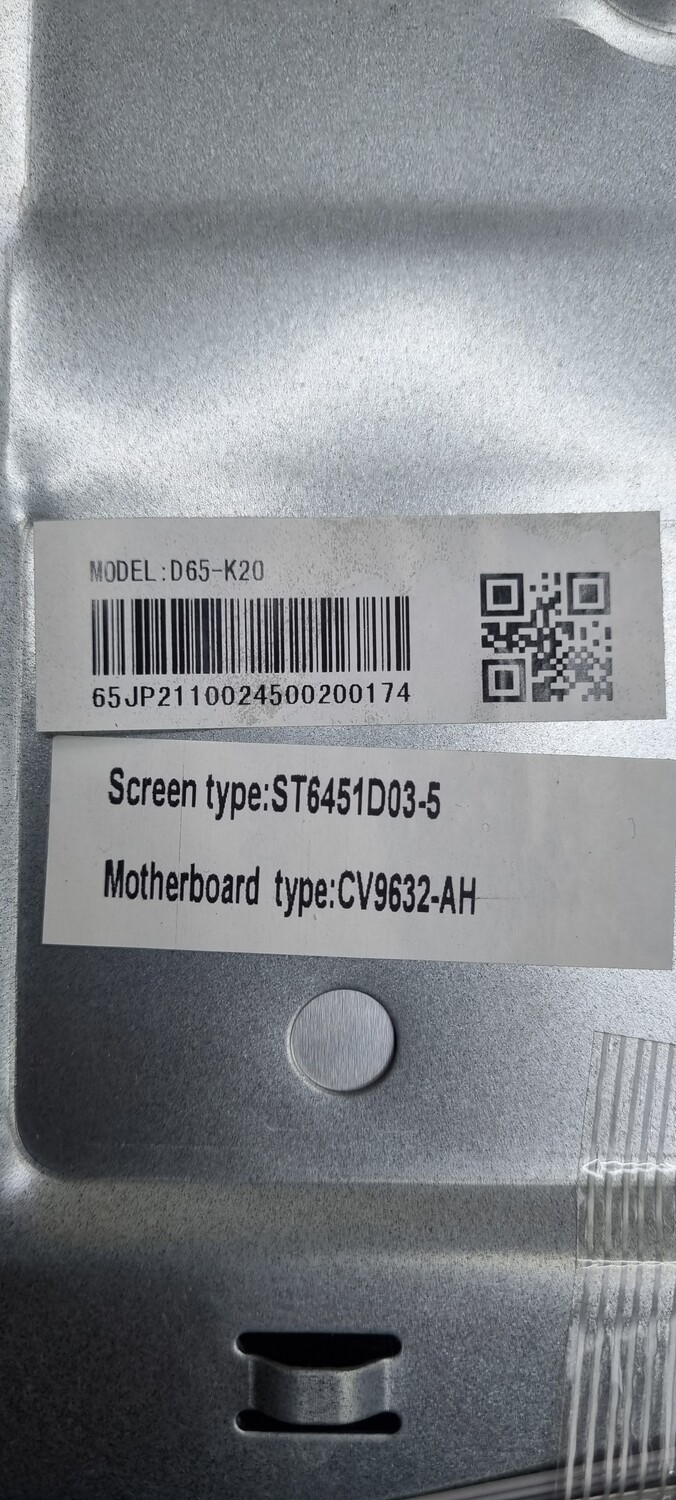 MODEL:D65-K20
65JP2110024500200174
Screen type:ST6451D03-5
Motherboard type:CV9632-AH